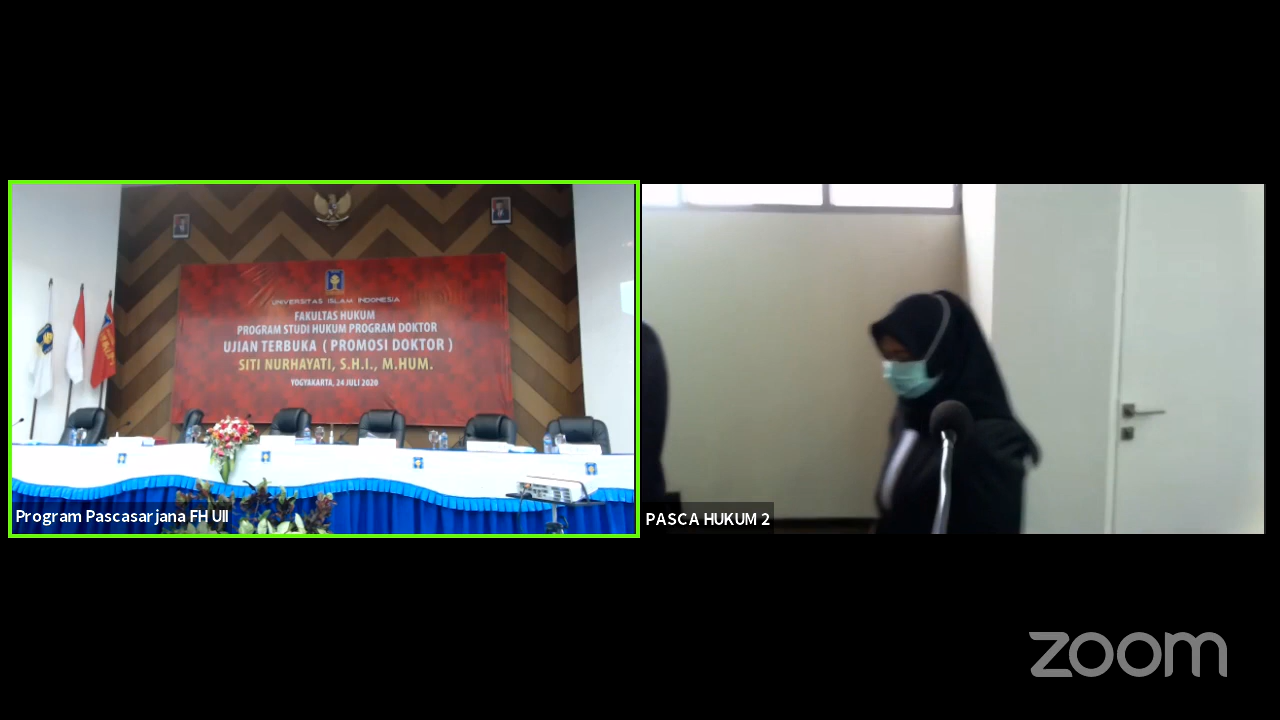 UNIVERSITAS ISLAM INDONESIA
FAKULTAS HUKUM
PROGRAM STUDI HUKUM PROGRAM DOKTOR
UJIAN TERBUKA ( PROMOSI DOKTOR )
SITI NURHAYATI, S.H.I., M.HUM.
YOGYAKARTA, 24 JULI 2020
Program Pascasarjana FH UII
PASCA HUKUM 2
zoom